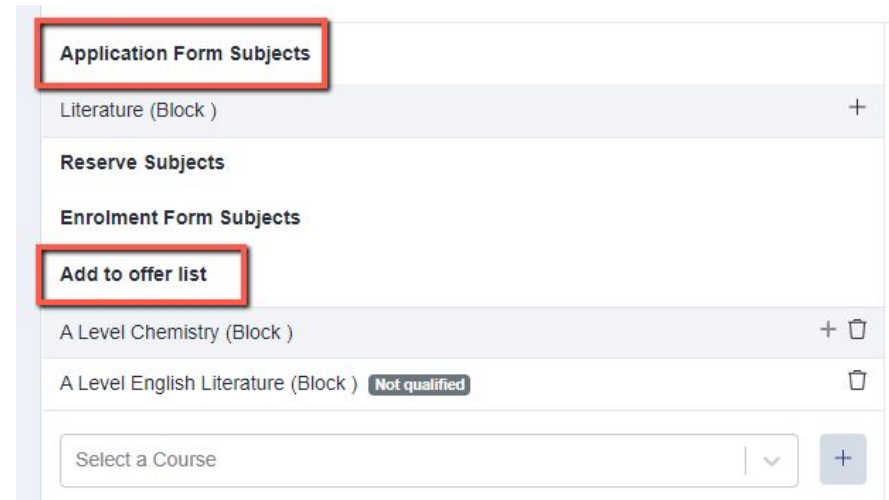 Application Form Subjects
Literature (Block )
Reserve Subjects
Enrolment Form Subjects
Add to offer list
A Level Chemistry (Block )
A Level English Literature (Block ) Not qualified
Select a Course